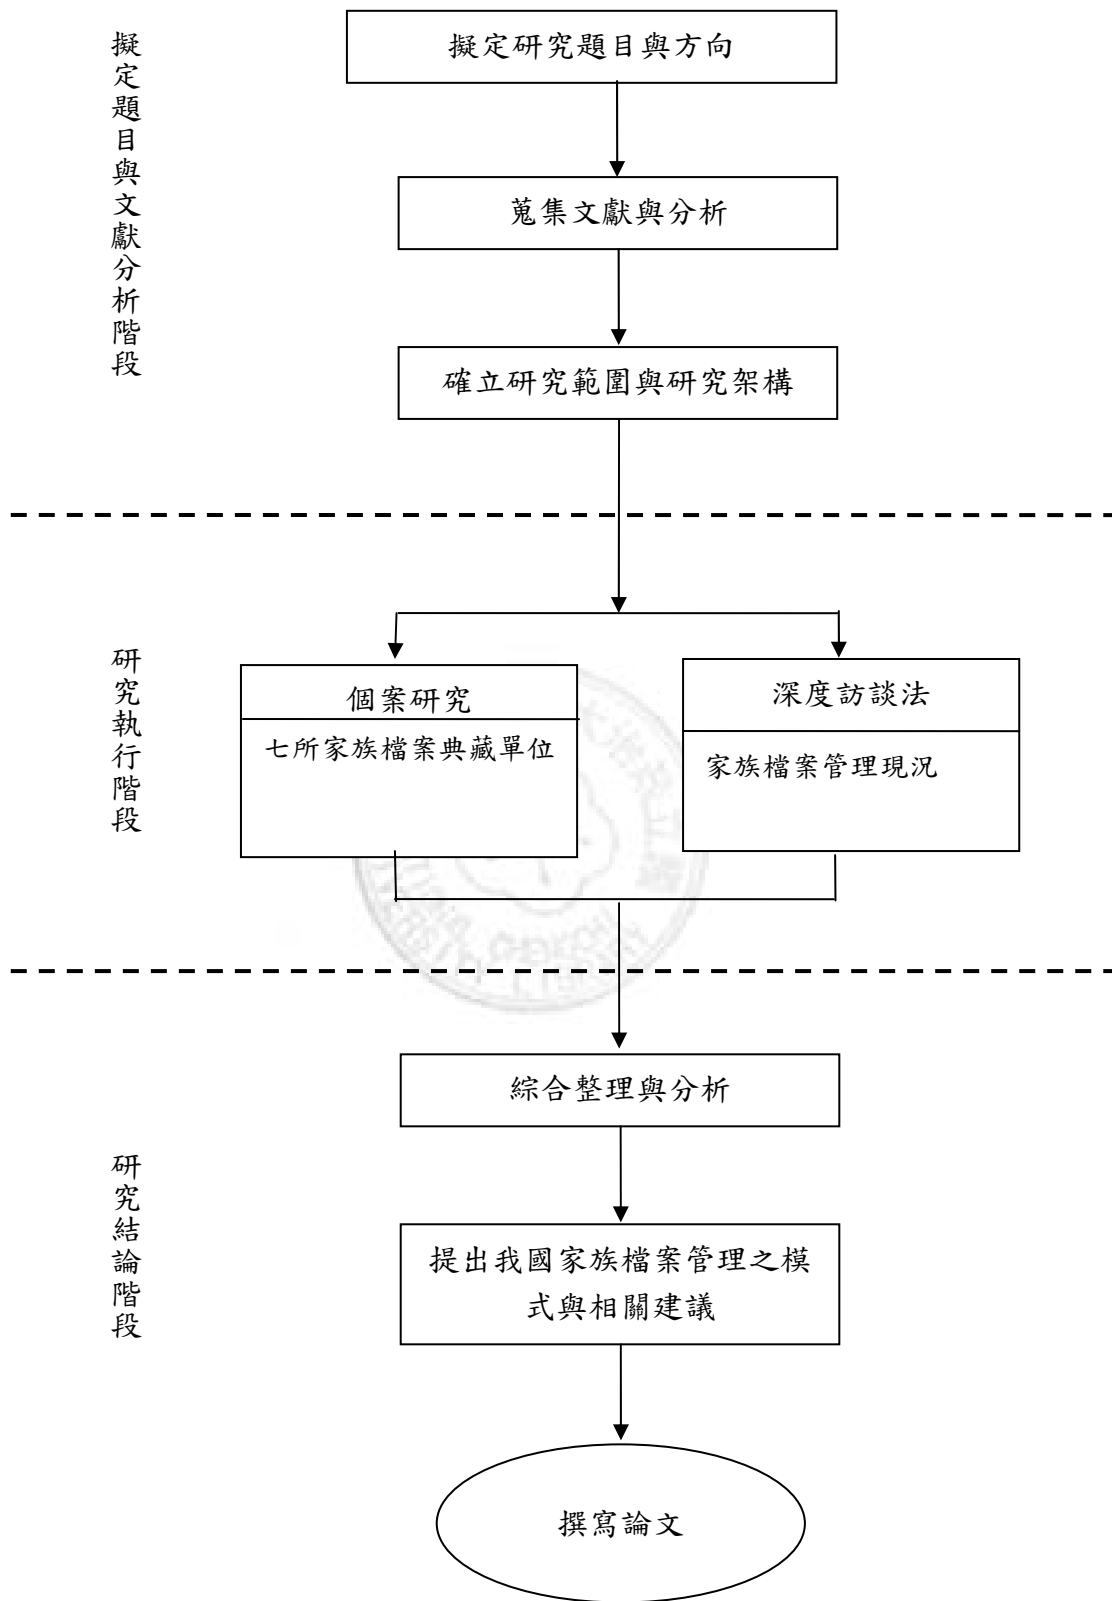 擬定題目與文獻分析階段
擬定研究題目與方向
蒐集文獻與分析
確立研究範圍與研究架構
研究執行階段
個案研究
七所家族檔案典藏單位
深度訪談法
家族檔案管理現況
研究結論階段
綜合整理與分析
提出我國家族檔案管理之模
式與相關建議
撰寫論文